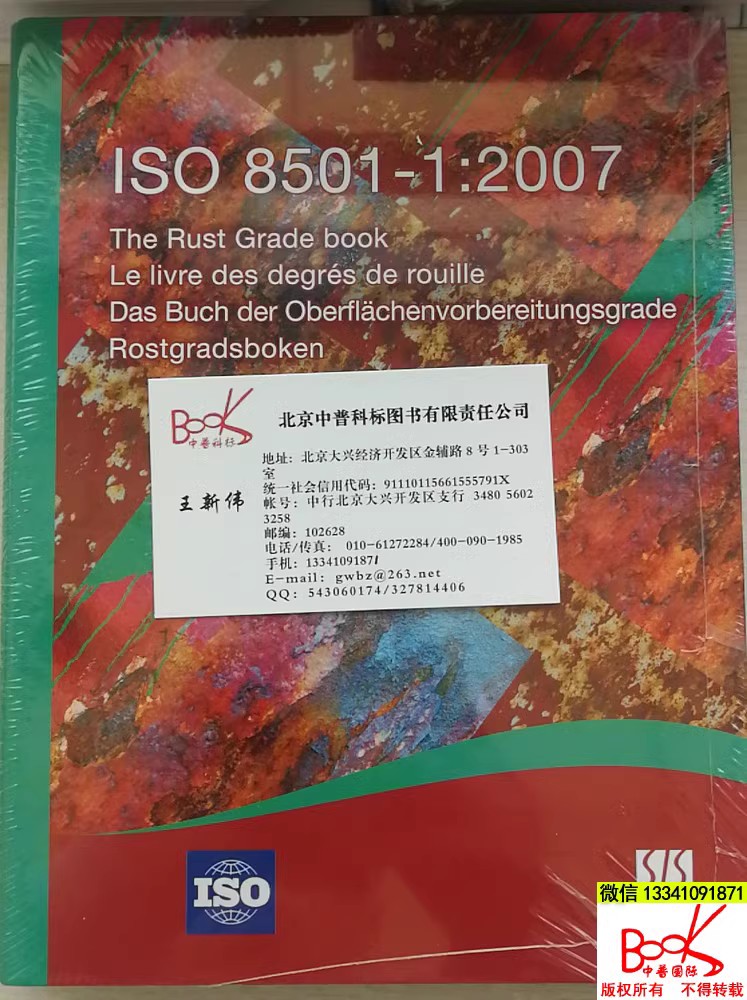 ISO 8501-1:2007
The Rust Grade book
Le livre des degrés de rouille
Das Buch der Oberflächenvorbereitungsgrade
Rostgradsboken
BOOKS
中普科标
北京中普科标图书有限责任公司
王新伟
地址：北京大兴经济开发区金辅路8号1-303
室
统一社会信用代码：91110115661555791X
帐号：中行北京大兴开发区支行 3480 5602
3258
邮编：102628
电话/传真： 010-61272284/400-090-1985
手机：13341091871
E-mail：gwbz@263.net
QQ：543060174/327814406
ISO
SIS
微信 13341091871
BOOKS
中普国际
版权所有 不得转载